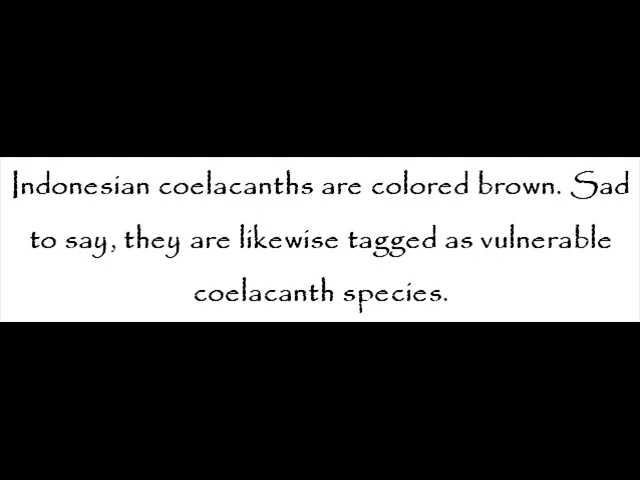 Indonesian coelacanths are colored brown. Sad
to say, they are likewise tagged as vulnerable
coelacanth species.